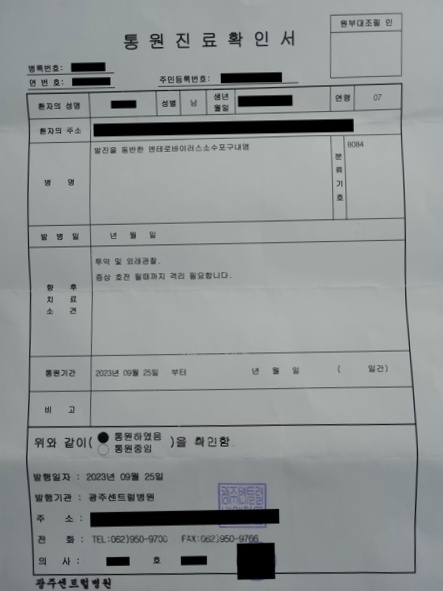 원부대조필 인
통원진료확인서
병록번호:
연 번호: 주민등록번호:
환자의 성명 성별 남 생년월일 연령 07
환자의 주소
병 명 발진을 동반한 엔테로바이러스소수포구내염 분류기호 B084
발 병 일 년 월 일
향후치료소견 투약 및 외래관찰.
증상 호전 될때까지 격리 필요합니다.
통원기간 2023년 09월 25일 부터 년 월 일 ( 일간)
비 고
위와 같이( 통원하였음 )을 확인함
통원중임
발행일자 : 2023년 09월 25일
발행기관 : 광주센트럴병원
주 소 :
전 화 : TEL:062)950-9700 FAX:062)950-9766
의 사 : 호
광주센트럴병원